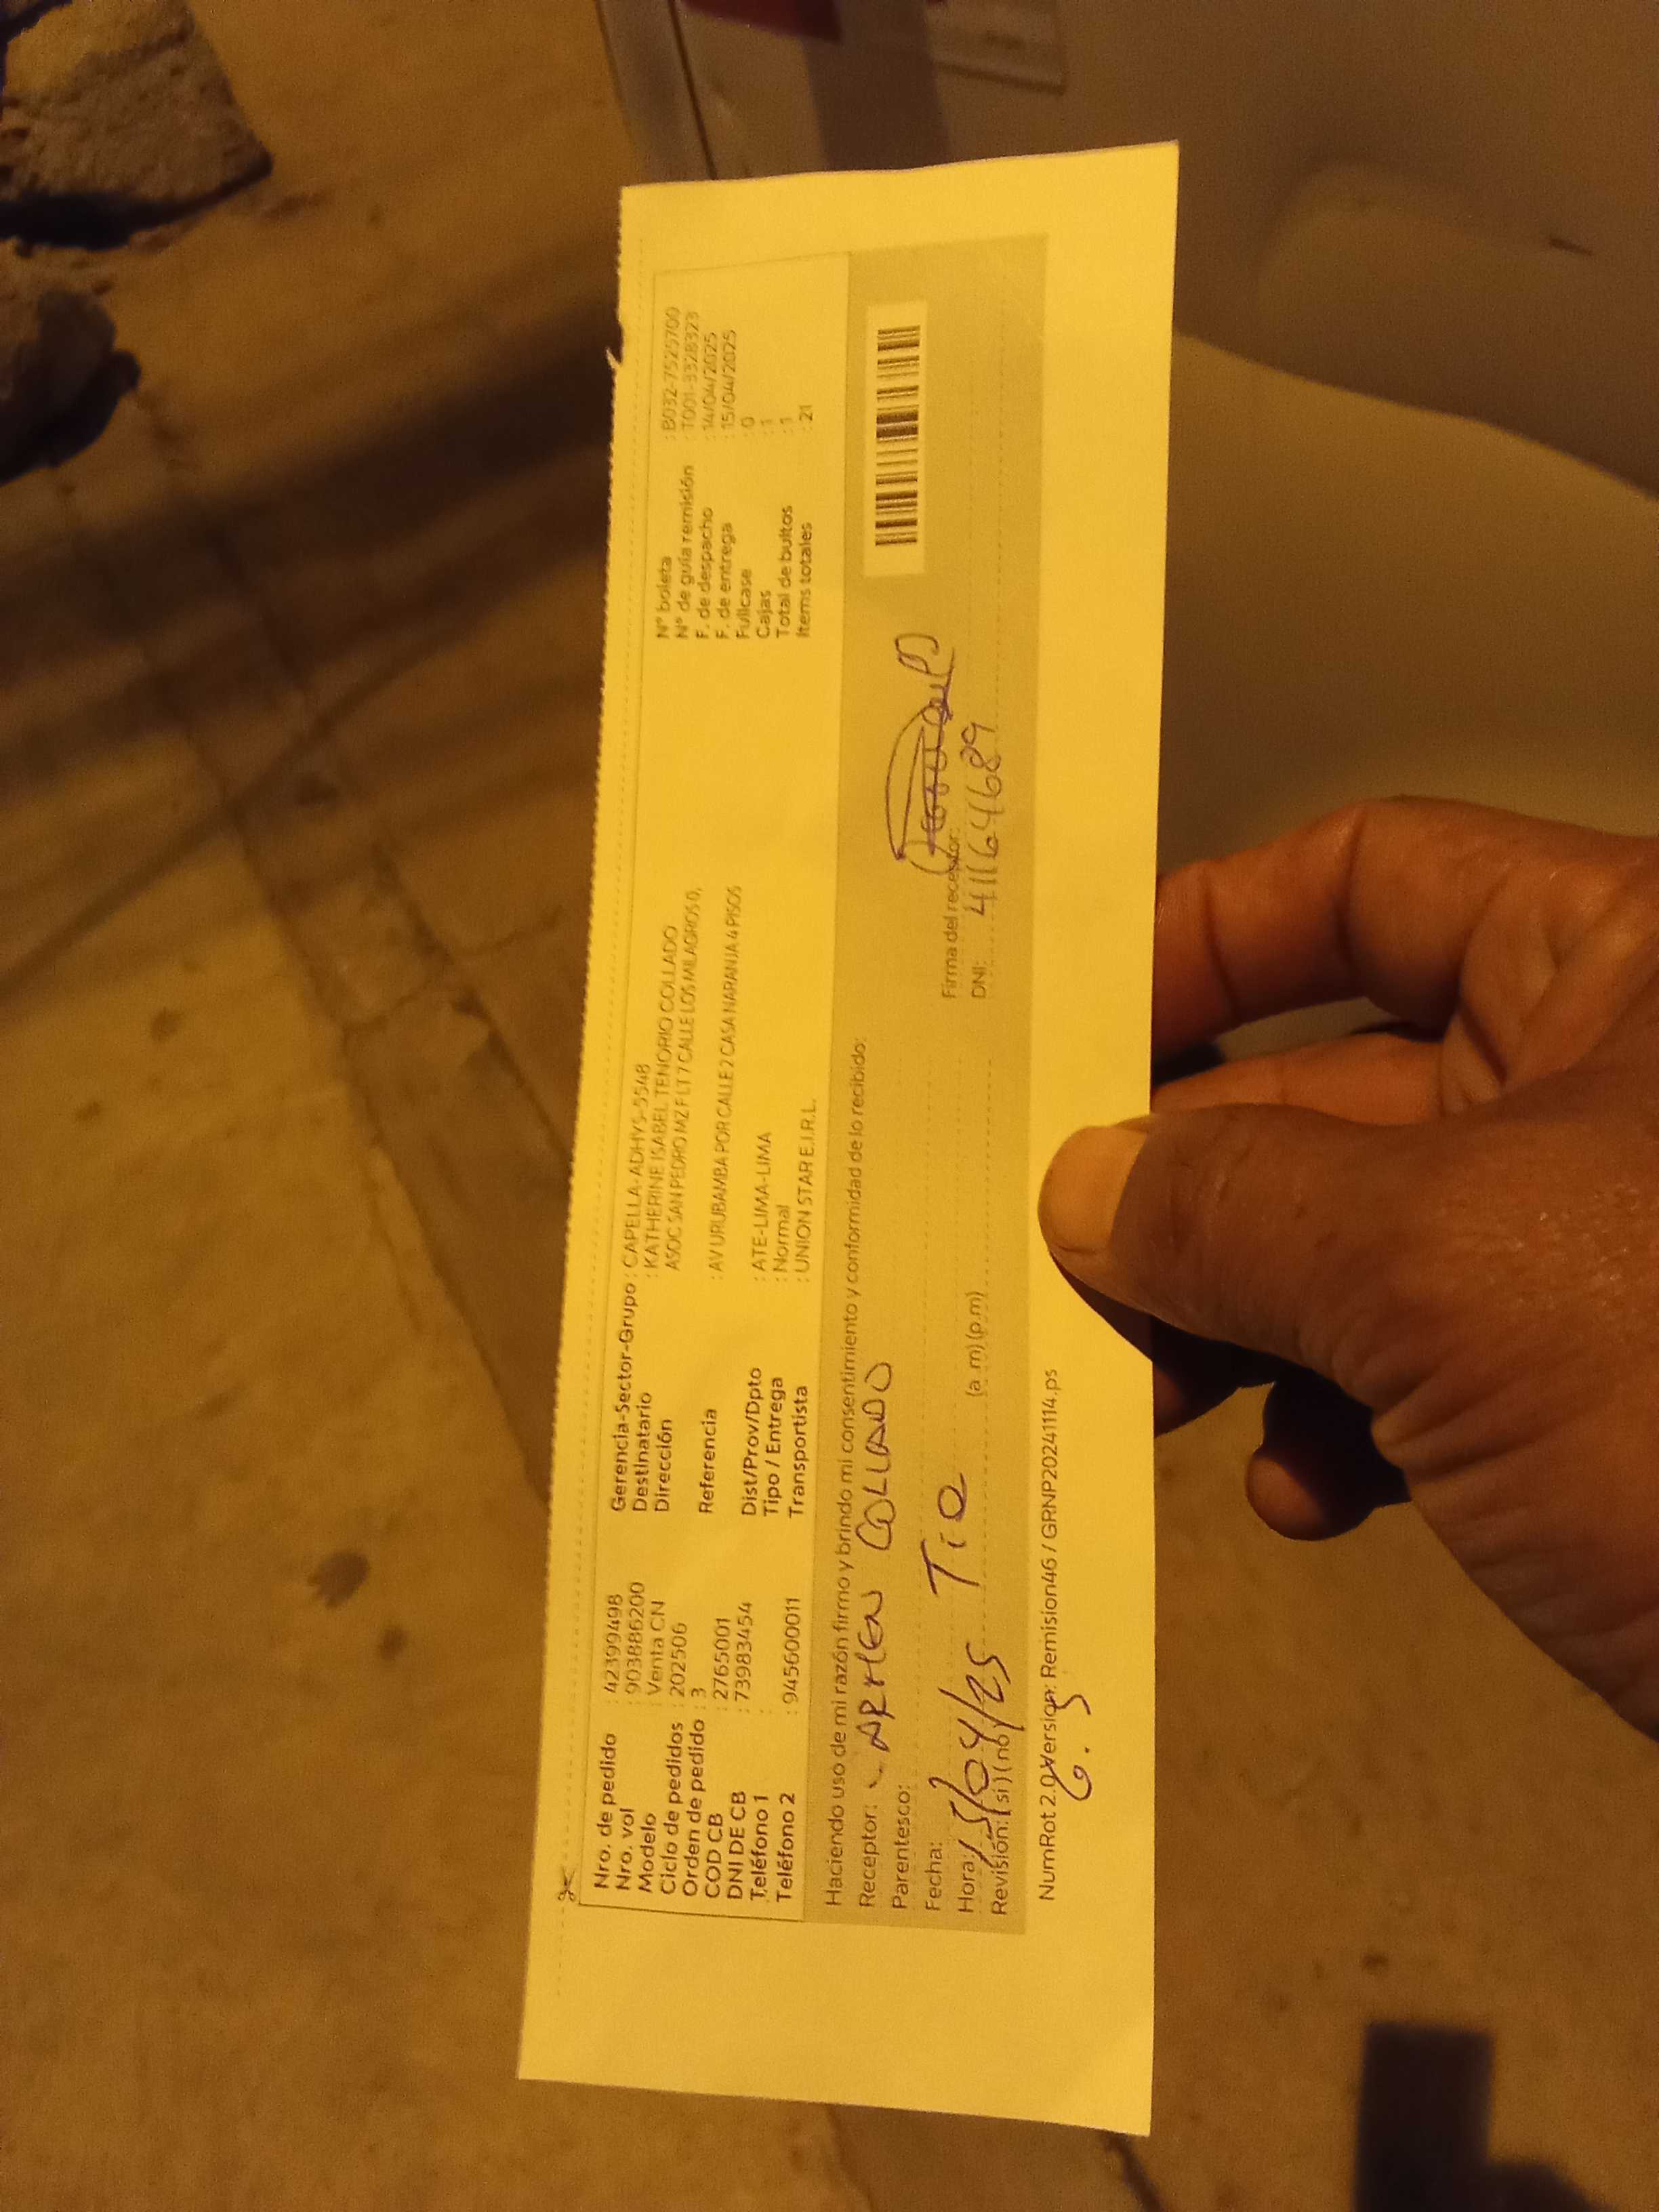 Nro. de pedido : 42399498
Nro. vol : 903886200
Modelo Venta CN
Ciclo de pedidos : 202506
Orden de pedido : 3
COD CB : 2765001
DNI DE CB : 73983454
Teléfono 1 :
Teléfono 2 : 945600011
Gerencia-Sector-Grupo : CAPELLA-ADHYS-5548
Destinatario : KATHERINE ISABEL TENORIO COLLADO
Dirección ASOC SAN PEDRO MZ F LT 7 CALLE LOS MILAGROS 0,
Referencia : AV URUBAMBA POR CALLE 2 CASA NARANJA 4 PISOS
Dist/Prov/Dpto : ATE-LIMA-LIMA
Tipo / Entrega : Normal
Transportista : UNION STAR E.I.R.L.
N° boleta : B032-7525700
N° de guía remisión : T001-3328323
F. de despacho : 14/04/2025
F. de entrega : 15/04/2025
Fullcase : 0
Cajas : 1
Total de bultos : 1
Items totales : 21
Haciendo uso de mi razón firmo y brindo mi consentimiento y conformidad de lo recibido:
Receptor: COLLADO
Parentesco: Tia
Fecha: 15/04/25
Hora: (a m) (p.m)
Revisión: (si) (no)
Firma del receptor:
DNI: 41164689
NumRot 2.0 Version: Remision46 / GRNP20241114.ps
6.5